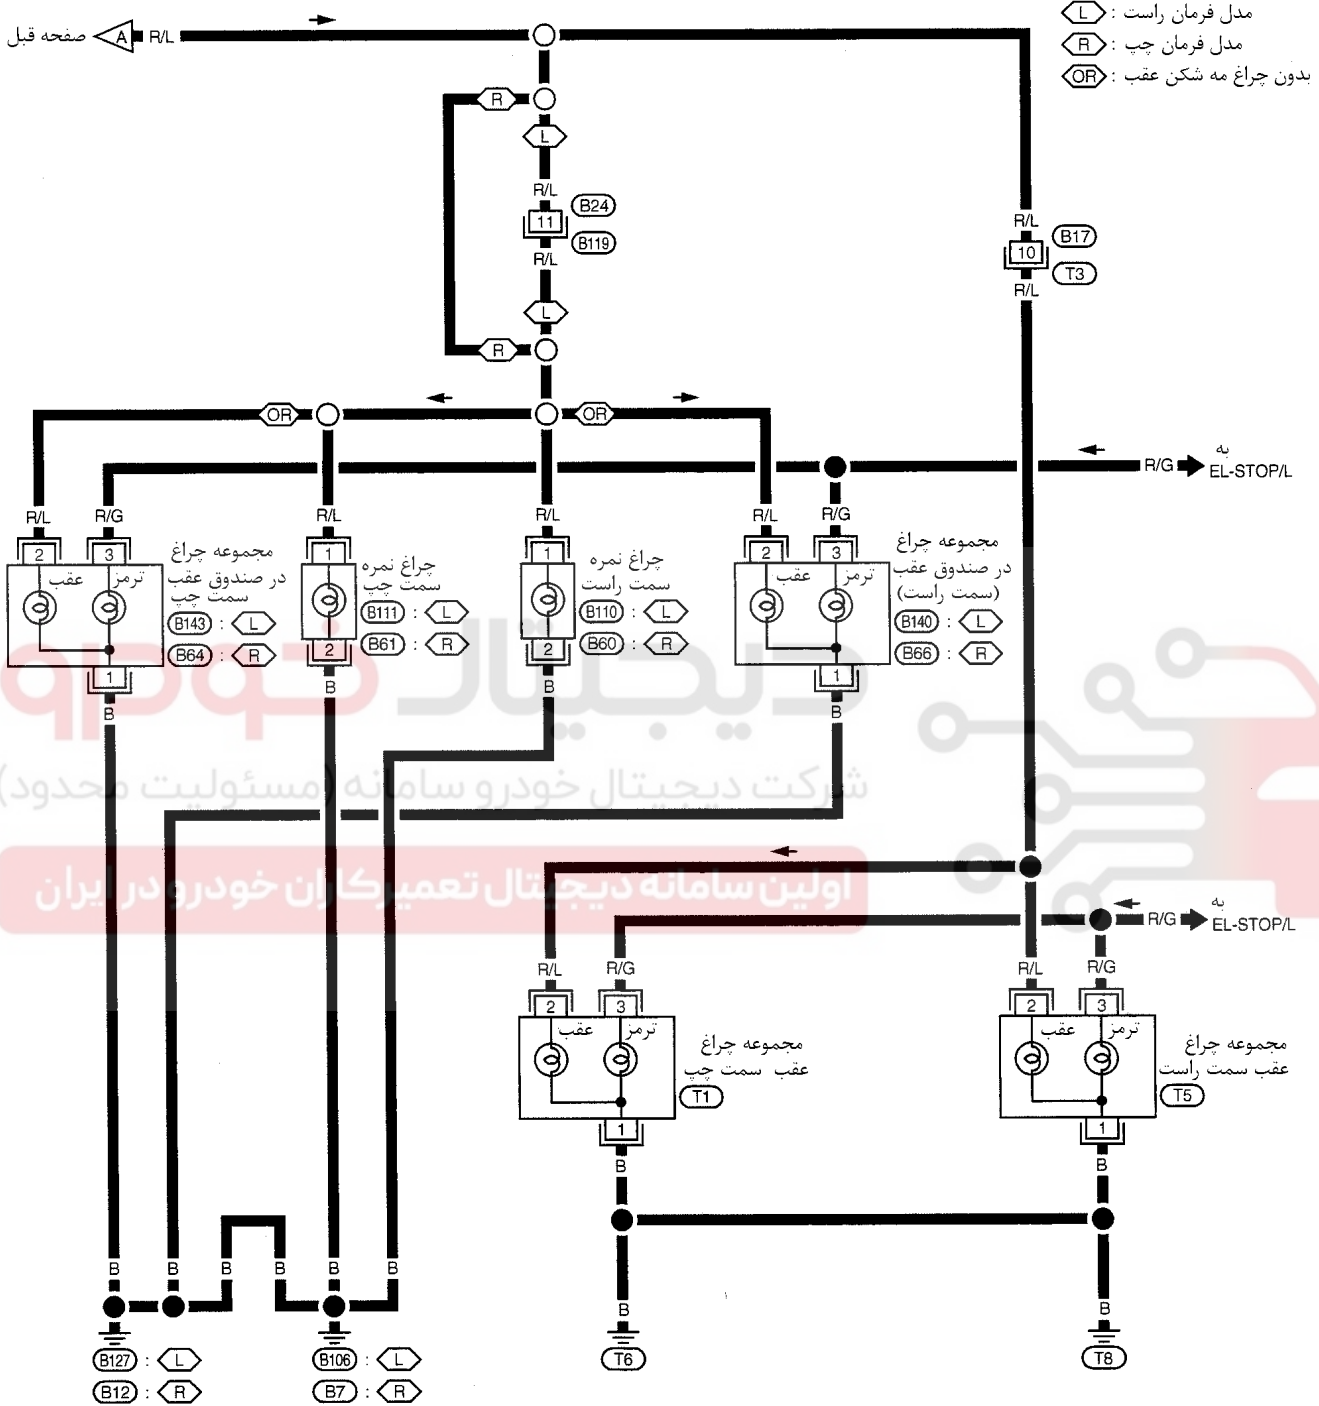 صفحه قبل
A
R/L
L : مدل فرمان راست
R : مدل فرمان چپ
OR : بدون چراغ مه شکن عقب
R
L
R/L
11
B24
B119
R/L
L
R
R/L
10
B17
T3
R/L
OR
OR
R/G
به
EL-STOP/L
R/L
R/G
R/L
R/L
R/L
R/G
2
3
1
1
2
3
عقب
ترمز
مجموعه چراغ
در صندوق عقب
سمت چپ
B143 : L
B64 : R
1
B
چراغ نمره
سمت چپ
B111 : L
B61 : R
2
B
چراغ نمره
سمت راست
B110 : L
B60 : R
2
B
عقب
ترمز
مجموعه چراغ
در صندوق عقب
(سمت راست)
B140 : L
B66 : R
1
B
دیجیتال خودرو
شرکت دیجیتال خودرو سامانه (مسئولیت محدود)
اولین سامانه دیجیتال تعمیرکاران خودرو در ایران
R/G
به
EL-STOP/L
R/L
R/G
R/L
R/G
2
3
2
3
عقب
ترمز
مجموعه چراغ
عقب سمت چپ
T1
1
B
عقب
ترمز
مجموعه چراغ
عقب سمت راست
T5
1
B
B
B
B
B
B
B
B
B
B127 : L
B12 : R
B106 : L
B7 : R
T6
T8